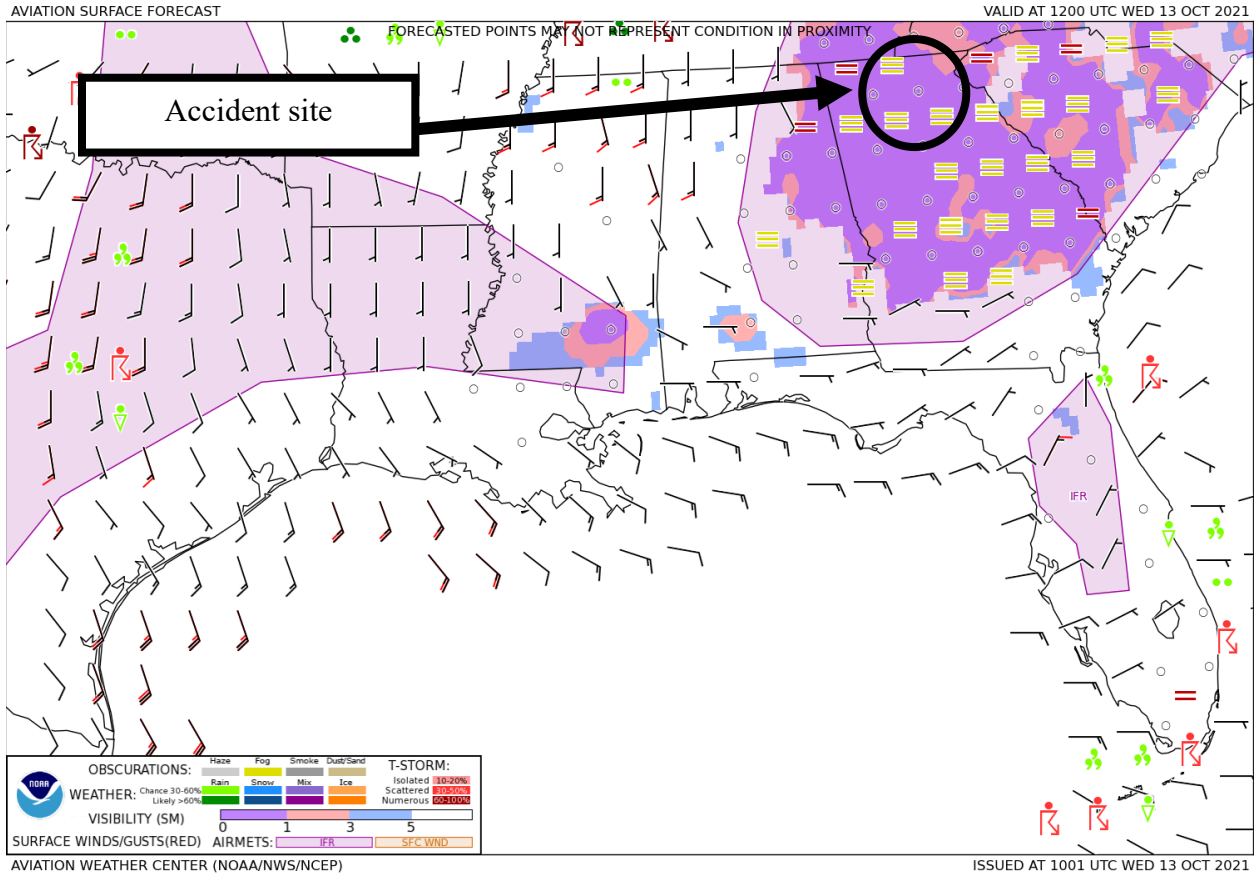 AVIATION SURFACE FORECAST
VALID AT 1200 UTC WED 13 OCT 2021
FORECASTED POINTS MAY NOT REPRESENT CONDITION IN PROXIMITY
Accident site
IFR
NOAA
OBSCURATIONS:
Haze Fog Smoke Dust/Sand
T-STORM:
Isolated 10-20%
Scattered 30-50%
Numerous 60-100%
WEATHER:
Rain Snow Mix Ice
Chance 30-60%
Likely >60%
VISIBILITY (SM)
0 1 3 5
SURFACE WINDS/GUSTS(RED) AIRMETS: IFR SFC WND
AVIATION WEATHER CENTER (NOAA/NWS/NCEP)
ISSUED AT 1001 UTC WED 13 OCT 2021